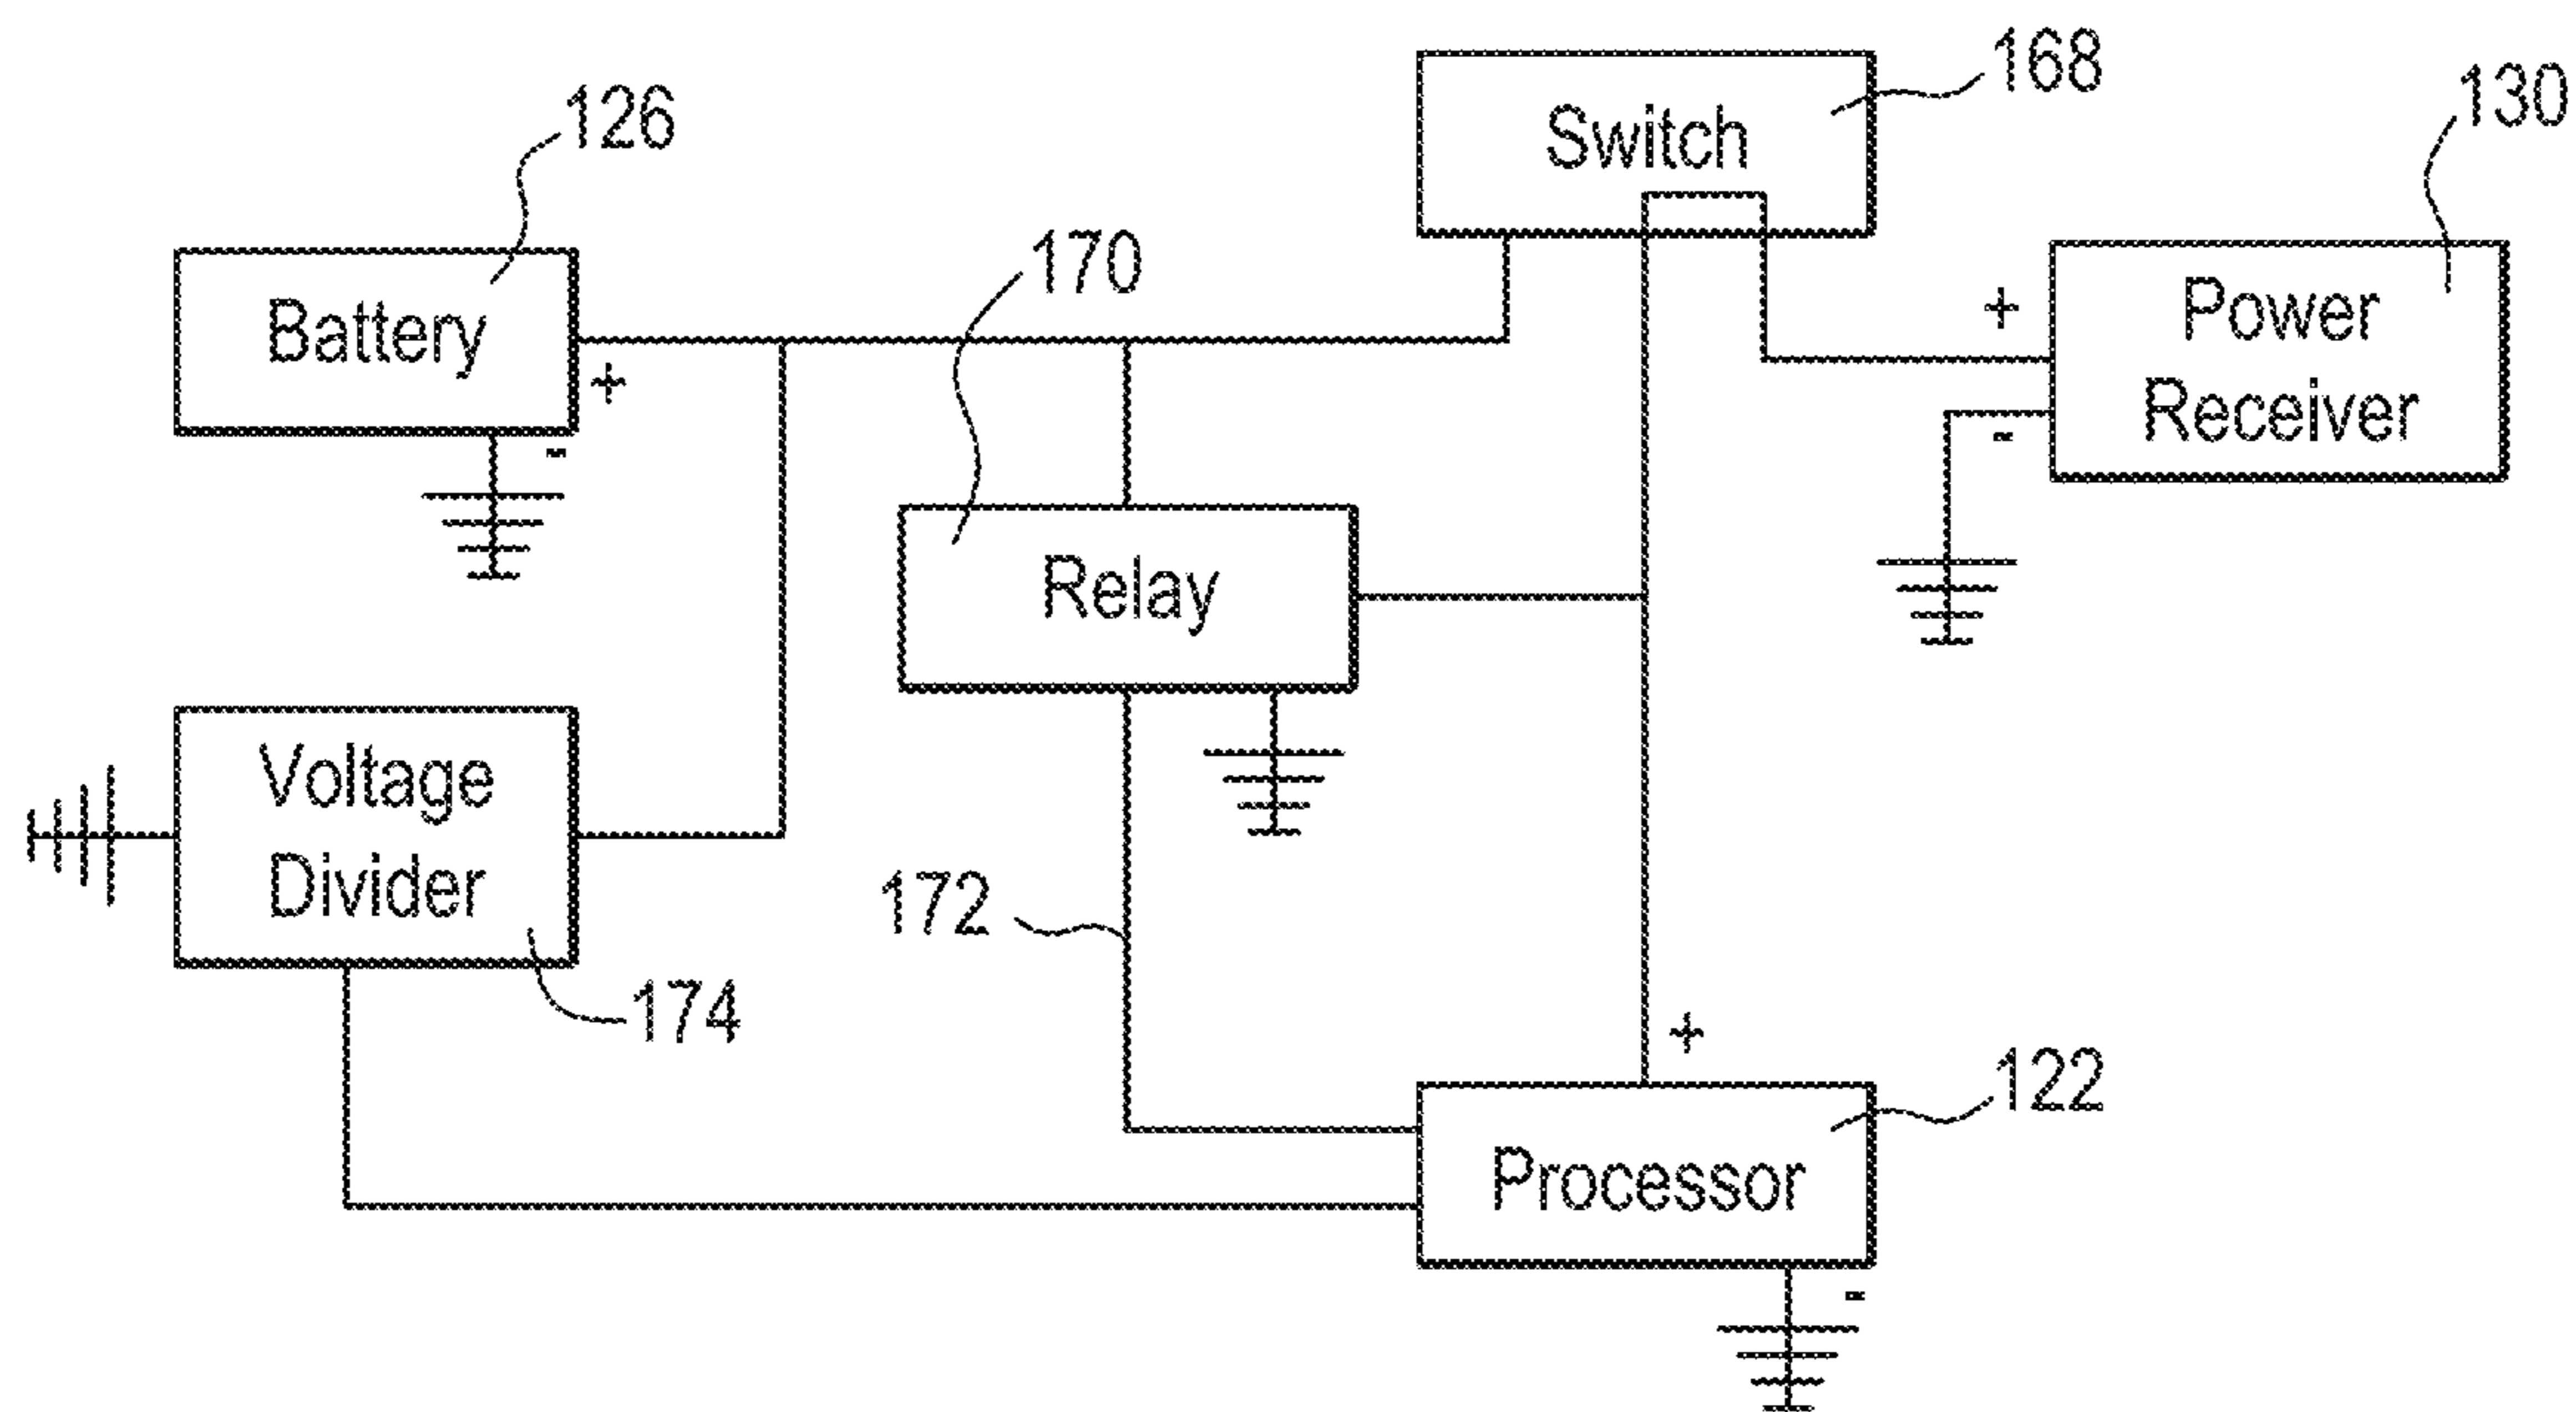 168
130
126
Switch
170
Power
Receiver
+
-
Battery
+
-
Relay
Voltage
Divider
172
174
+
122
Processor
-